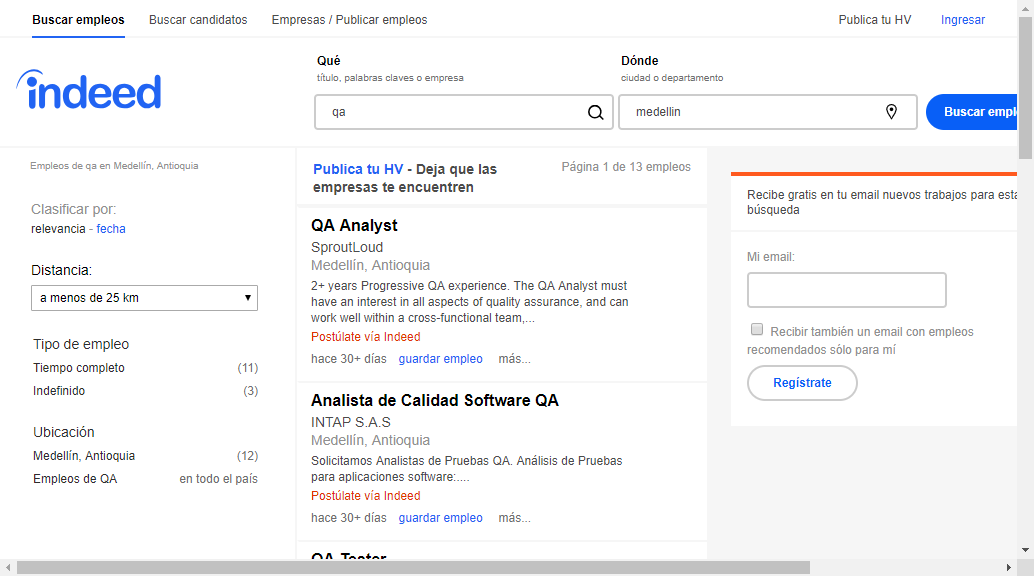 Buscar empleos Buscar candidatos Empresas / Publicar empleos Publica tu HV Ingresar
indeed
Qué
título, palabras claves o empresa
qa
Dónde
ciudad o departamento
medellin
Buscar empl
Empleos de qa en Medellín, Antioquia
Clasificar por:
relevancia - fecha
Distancia:
a menos de 25 km
Tipo de empleo
Tiempo completo (11)
Indefinido (3)
Ubicación
Medellín, Antioquia (12)
Empleos de QA en todo el país
Publica tu HV - Deja que las
empresas te encuentren
Página 1 de 13 empleos
QA Analyst
SproutLoud
Medellín, Antioquia
2+ years Progressive QA experience. The QA Analyst must
have an interest in all aspects of quality assurance, and can
work well within a cross-functional team,...
Postúlate vía Indeed
hace 30+ días guardar empleo más...
Analista de Calidad Software QA
INTAP S.A.S
Medellín, Antioquia
Solicitamos Analistas de Pruebas QA. Análisis de Pruebas
para aplicaciones software:....
Postúlate vía Indeed
hace 30+ días guardar empleo más...
QA Tester
Recibe gratis en tu email nuevos trabajos para esta
búsqueda
Mi email:
Recibir también un email con empleos
recomendados sólo para mí
Regístrate